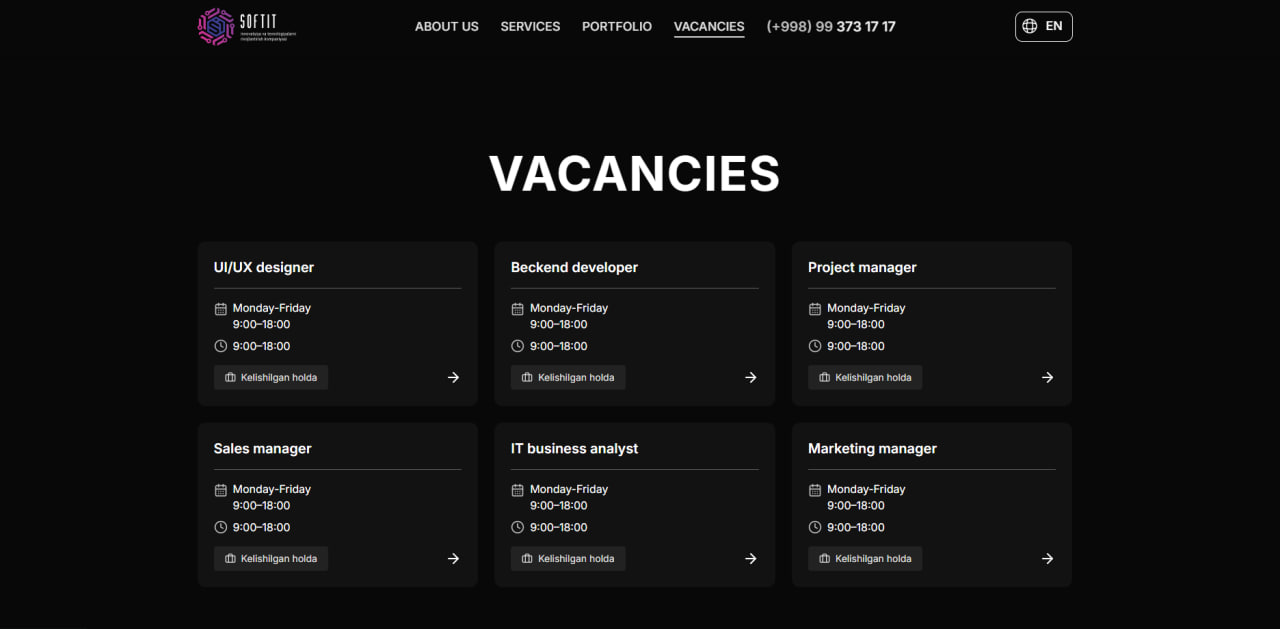 SOFTIT
innovatsiya va texnologiyalarni
rivojlantirish kompaniyasi
ABOUT US
SERVICES
PORTFOLIO
VACANCIES
(+998) 99 373 17 17
EN
VACANCIES
UI/UX designer
Monday-Friday
9:00–18:00
9:00–18:00
Kelishilgan holda
Beckend developer
Monday-Friday
9:00–18:00
9:00–18:00
Kelishilgan holda
Project manager
Monday-Friday
9:00–18:00
9:00–18:00
Kelishilgan holda
Sales manager
Monday-Friday
9:00–18:00
9:00–18:00
Kelishilgan holda
IT business analyst
Monday-Friday
9:00–18:00
9:00–18:00
Kelishilgan holda
Marketing manager
Monday-Friday
9:00–18:00
9:00–18:00
Kelishilgan holda